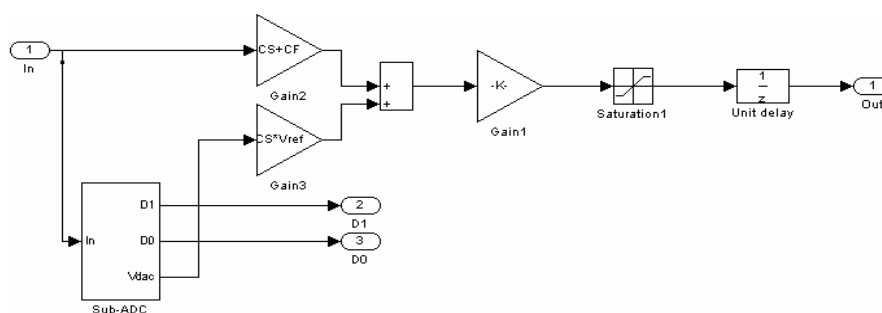 1
In
CS+CF
Gain2
+
+
-K-
Gain1
Saturation1
1
z
Unit delay
1
Out
CS*Vref
Gain3
In
D1
D0
Vdac
Sub-ADC
2
D1
3
D0